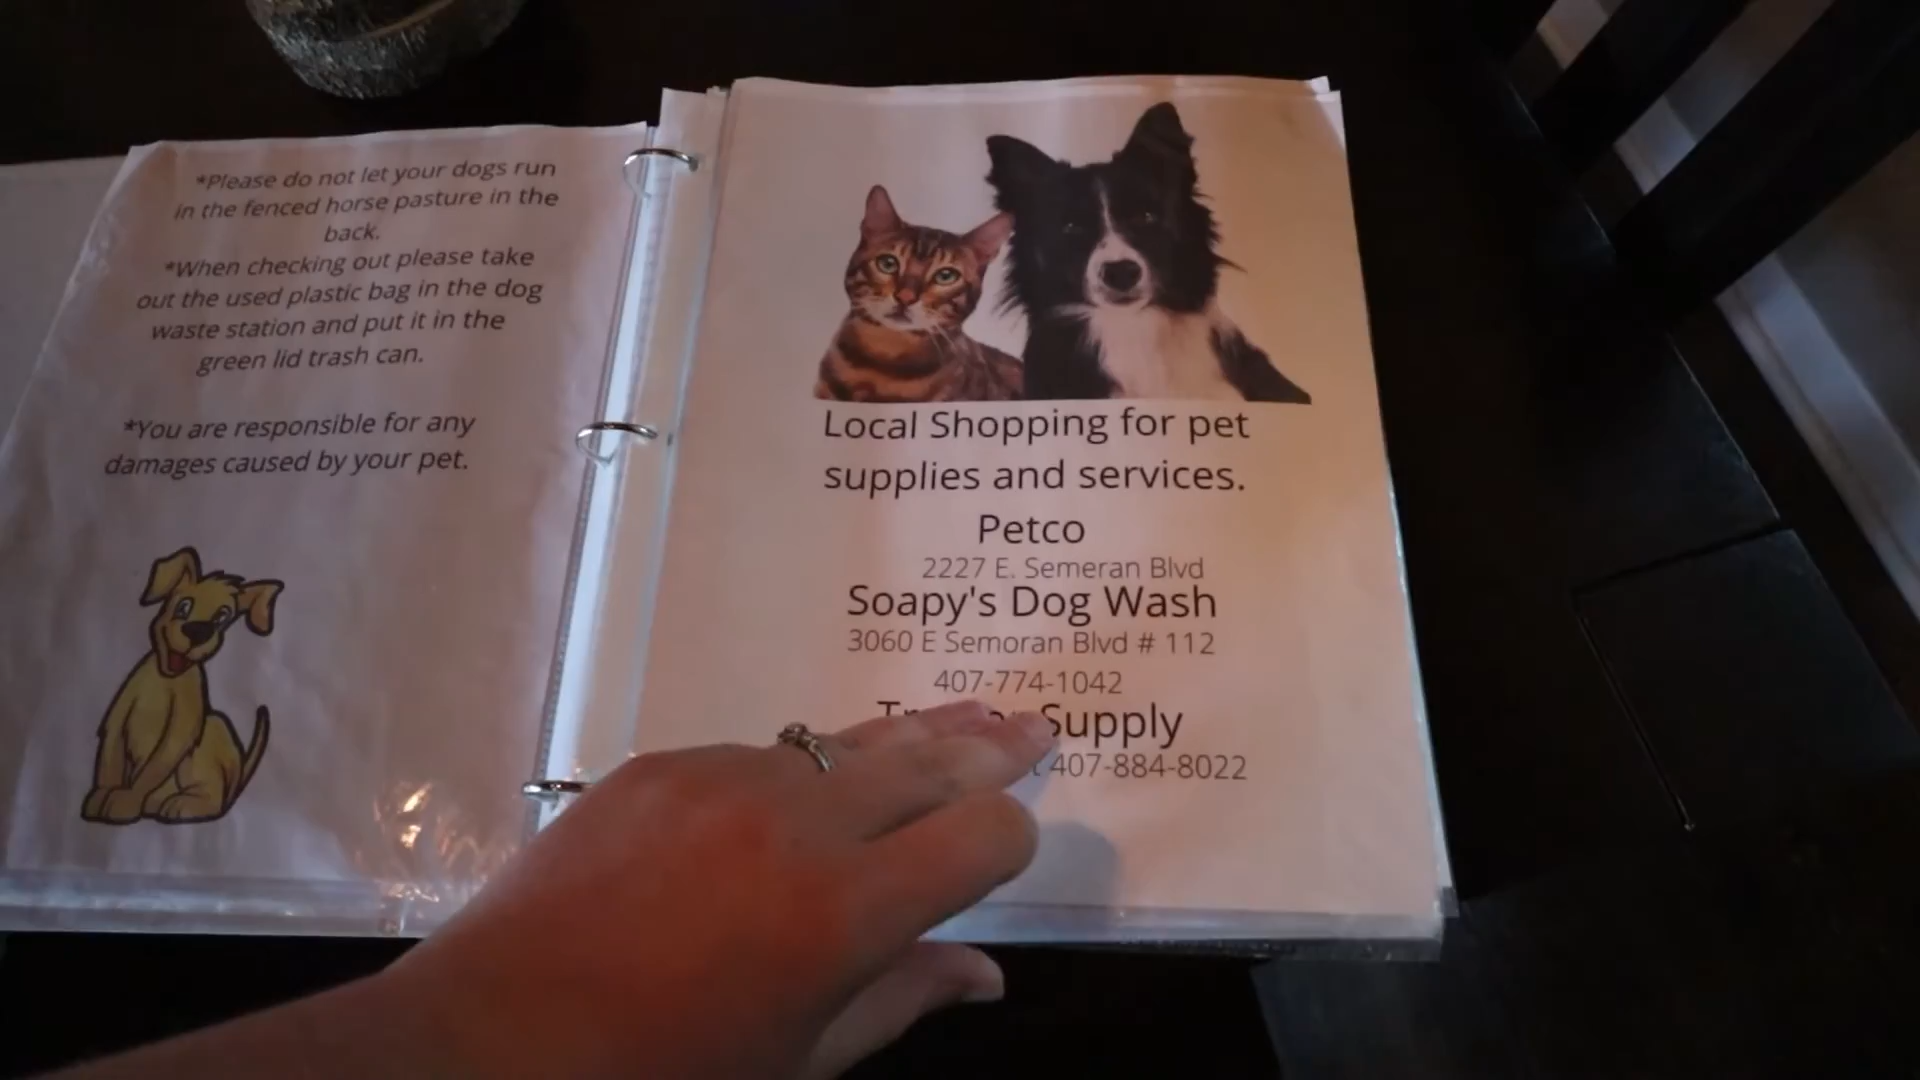 *Please do not let your dogs run
in the fenced horse pasture in the
back.
*When checking out please take
out the used plastic bag in the dog
waste station and put it in the
green lid trash can.
*You are responsible for any
damages caused by your pet.
Local Shopping for pet
supplies and services.
Petco
2227 E. Semeran Blvd
Soapy's Dog Wash
3060 E Semoran Blvd # 112
407-774-1042
Supply
407-884-8022